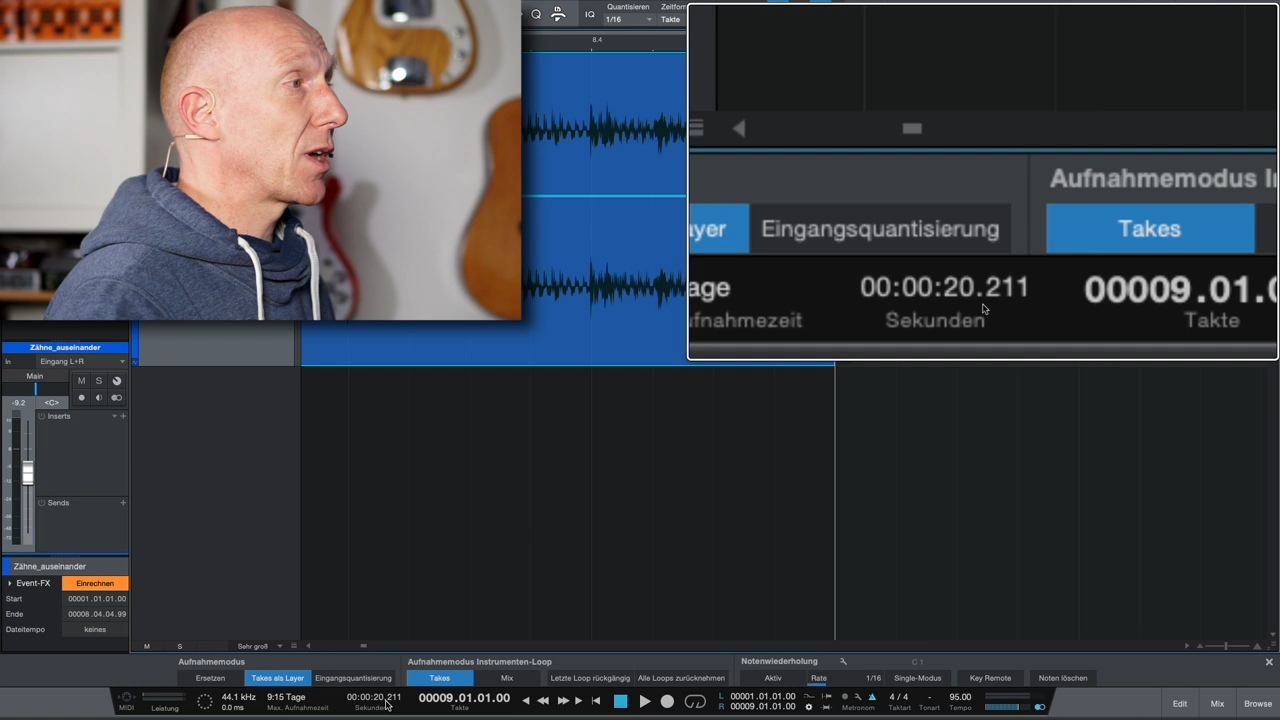 Quantisieren
Zeitform
IQ
1/16
Takte
8.4
Aufnahmemodus
ayer
Eingangsquantisierung
Takes
age
00:00:20.211
00009.01.0
ufnahmezeit
Sekunden
Takte
Zähne_auseinander
In
Eingang L+R
Main
M
S
-9.2
<C>
Inserts
Sends
Zähne_auseinander
Event-FX
Einrechnen
Start
00001.01.01.00
Ende
00008.04.04.99
Dateitempo
keines
M
S
Sehr groß
Aufnahmemodus
Aufnahmemodus Instrumenten-Loop
Notenwiederholung
C 1
Ersetzen
Takes als Layer
Eingangsquantisierung
Takes
Mix
Letzte Loop rückgängig
Alle Loops zurücknehmen
Aktiv
Rate
1/16
Single-Modus
Key Remote
Noten löschen
MIDI
Leistung
44.1 kHz
0.0 ms
9:15 Tage
Max. Aufnahmezeit
00:00:20.211
Sekunden
00009.01.01.00
Takte
L
00001.01.01.00
R
00009.01.01.00
Metronom
4 / 4
Taktart
-
Tonart
95.00
Tempo
Edit
Mix
Browse